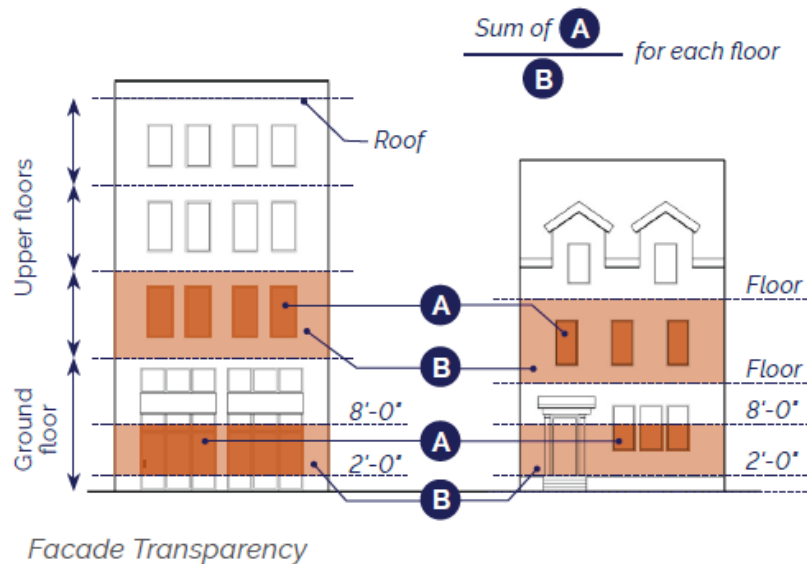 Sum of A
B
for each floor
Roof
Upper floors
Floor
A
B
Floor
Ground
floor
8'-0"
8'-0"
A
2'-0"
2'-0"
B
Facade Transparency